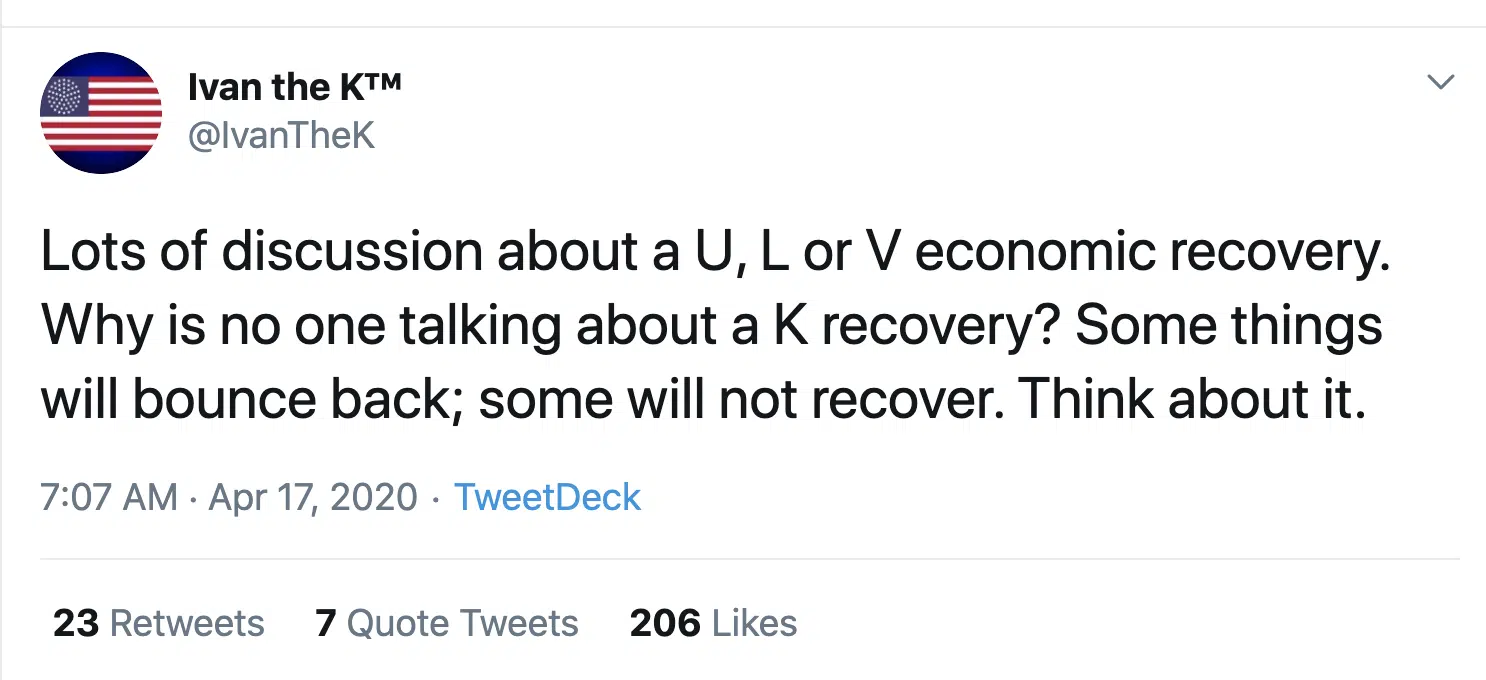 Ivan the K™
@IvanTheK
Lots of discussion about a U, L or V economic recovery.
Why is no one talking about a K recovery? Some things
will bounce back; some will not recover. Think about it.
7:07 AM · Apr 17, 2020 · TweetDeck
23 Retweets 7 Quote Tweets 206 Likes